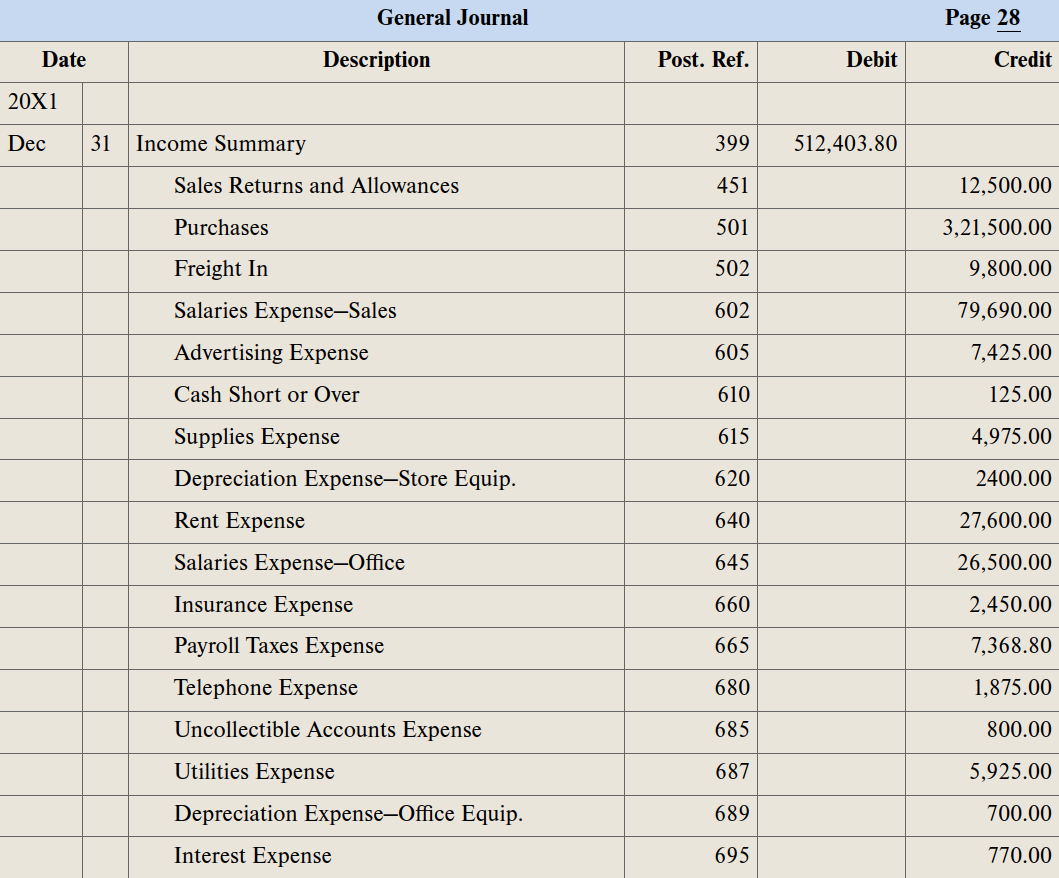 General Journal Page 28
Date Description Post. Ref. Debit Credit
20X1
Dec 31 Income Summary 399 512,403.80
Sales Returns and Allowances 451 12,500.00
Purchases 501 3,21,500.00
Freight In 502 9,800.00
Salaries Expense–Sales 602 79,690.00
Advertising Expense 605 7,425.00
Cash Short or Over 610 125.00
Supplies Expense 615 4,975.00
Depreciation Expense–Store Equip. 620 2400.00
Rent Expense 640 27,600.00
Salaries Expense–Office 645 26,500.00
Insurance Expense 660 2,450.00
Payroll Taxes Expense 665 7,368.80
Telephone Expense 680 1,875.00
Uncollectible Accounts Expense 685 800.00
Utilities Expense 687 5,925.00
Depreciation Expense–Office Equip. 689 700.00
Interest Expense 695 770.00